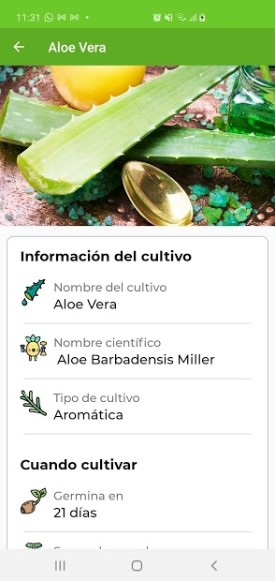 11:31
Aloe Vera
Información del cultivo
Nombre del cultivo
Aloe Vera
Nombre científico
Aloe Barbadensis Miller
Tipo de cultivo
Aromática
Cuando cultivar
Germina en
21 días